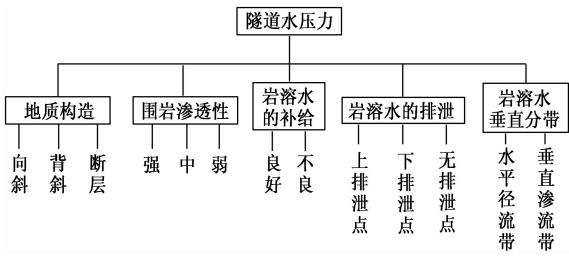 隧道水压力
地质构造
围岩渗透性
岩溶水
的补给
岩溶水的排泄
岩溶水
垂直分带
向斜
背斜
断层
强
中
弱
良好
不良
上排泄点
下排泄点
无排泄点
水平径流带
垂直渗流带